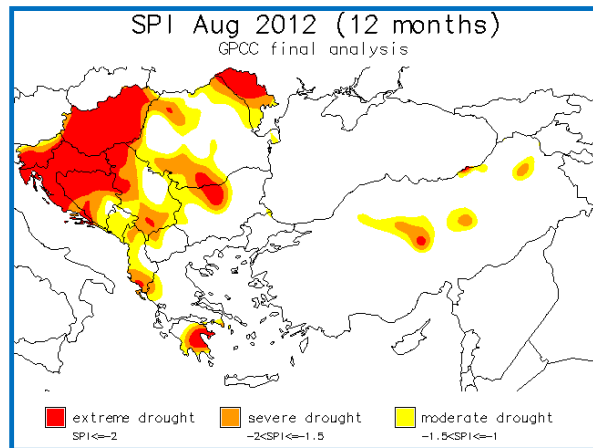 SPI Aug 2012 (12 months)
GPCC final analysis
extreme drought severe drought moderate drought
SPI<=-2 -2<SPI<=-1.5 -1.5<SPI<=-1